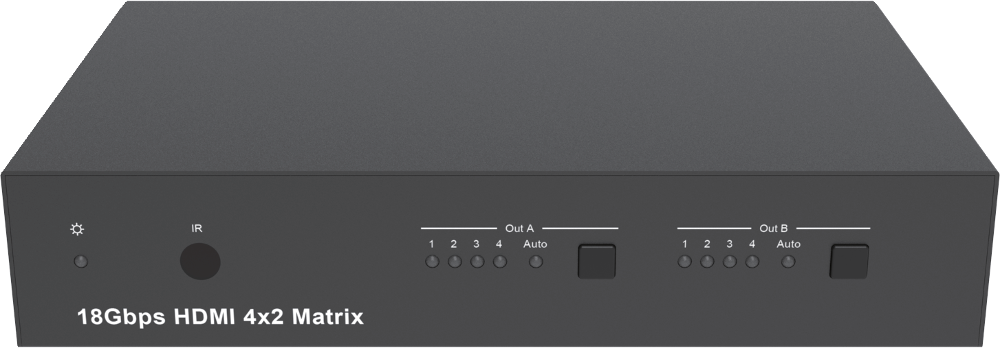 IR
Out A
1 2 3 4 Auto
Out B
1 2 3 4 Auto
18Gbps HDMI 4x2 Matrix